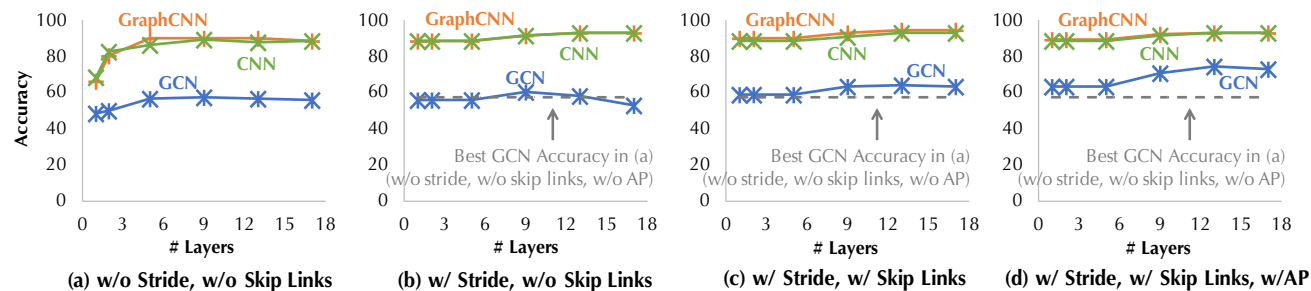 Accuracy
100
80
60
40
20
0
GraphCNN
CNN
GCN
0
3
6
9
12
15
18
# Layers
(a) w/o Stride, w/o Skip Links
100
80
60
40
20
0
GraphCNN
CNN
GCN
Best GCN Accuracy in (a)
(w/o stride, w/o skip links, w/o AP)
0
3
6
9
12
15
18
# Layers
(b) w/ Stride, w/o Skip Links
100
80
60
40
20
0
GraphCNN
CNN
GCN
Best GCN Accuracy in (a)
(w/o stride, w/o skip links, w/o AP)
0
3
6
9
12
15
18
# Layers
(c) w/ Stride, w/ Skip Links
100
80
60
40
20
0
GraphCNN
CNN
GCN
Best GCN Accuracy in (a)
(w/o stride, w/o skip links, w/o AP)
0
3
6
9
12
15
18
# Layers
(d) w/ Stride, w/ Skip Links, w/AP